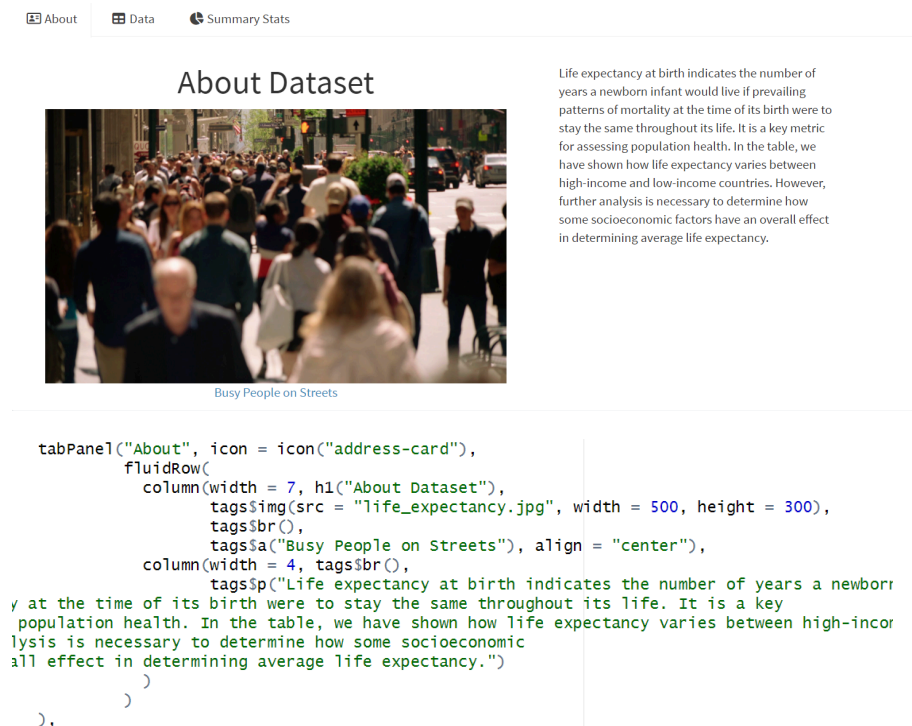 About Data Summary Stats
About Dataset
Busy People on Streets
Life expectancy at birth indicates the number of
years a newborn infant would live if prevailing
patterns of mortality at the time of its birth were to
stay the same throughout its life. It is a key metric
for assessing population health. In the table, we
have shown how life expectancy varies between
high-income and low-income countries. However,
further analysis is necessary to determine how
some socioeconomic factors have an overall effect
in determining average life expectancy.
tabPanel("About", icon = icon("address-card"),
fluidRow(
column(width = 7, h1("About Dataset"),
tags$img(src = "life_expectancy.jpg", width = 500, height = 300),
tags$br(),
tags$a("Busy People on Streets"), align = "center"),
column(width = 4, tags$br(),
tags$p("Life expectancy at birth indicates the number of years a newborn
y at the time of its birth were to stay the same throughout its life. It is a key
population health. In the table, we have shown how life expectancy varies between high-incom
lysis is necessary to determine how some socioeconomic
all effect in determining average life expectancy.")
)
)
),